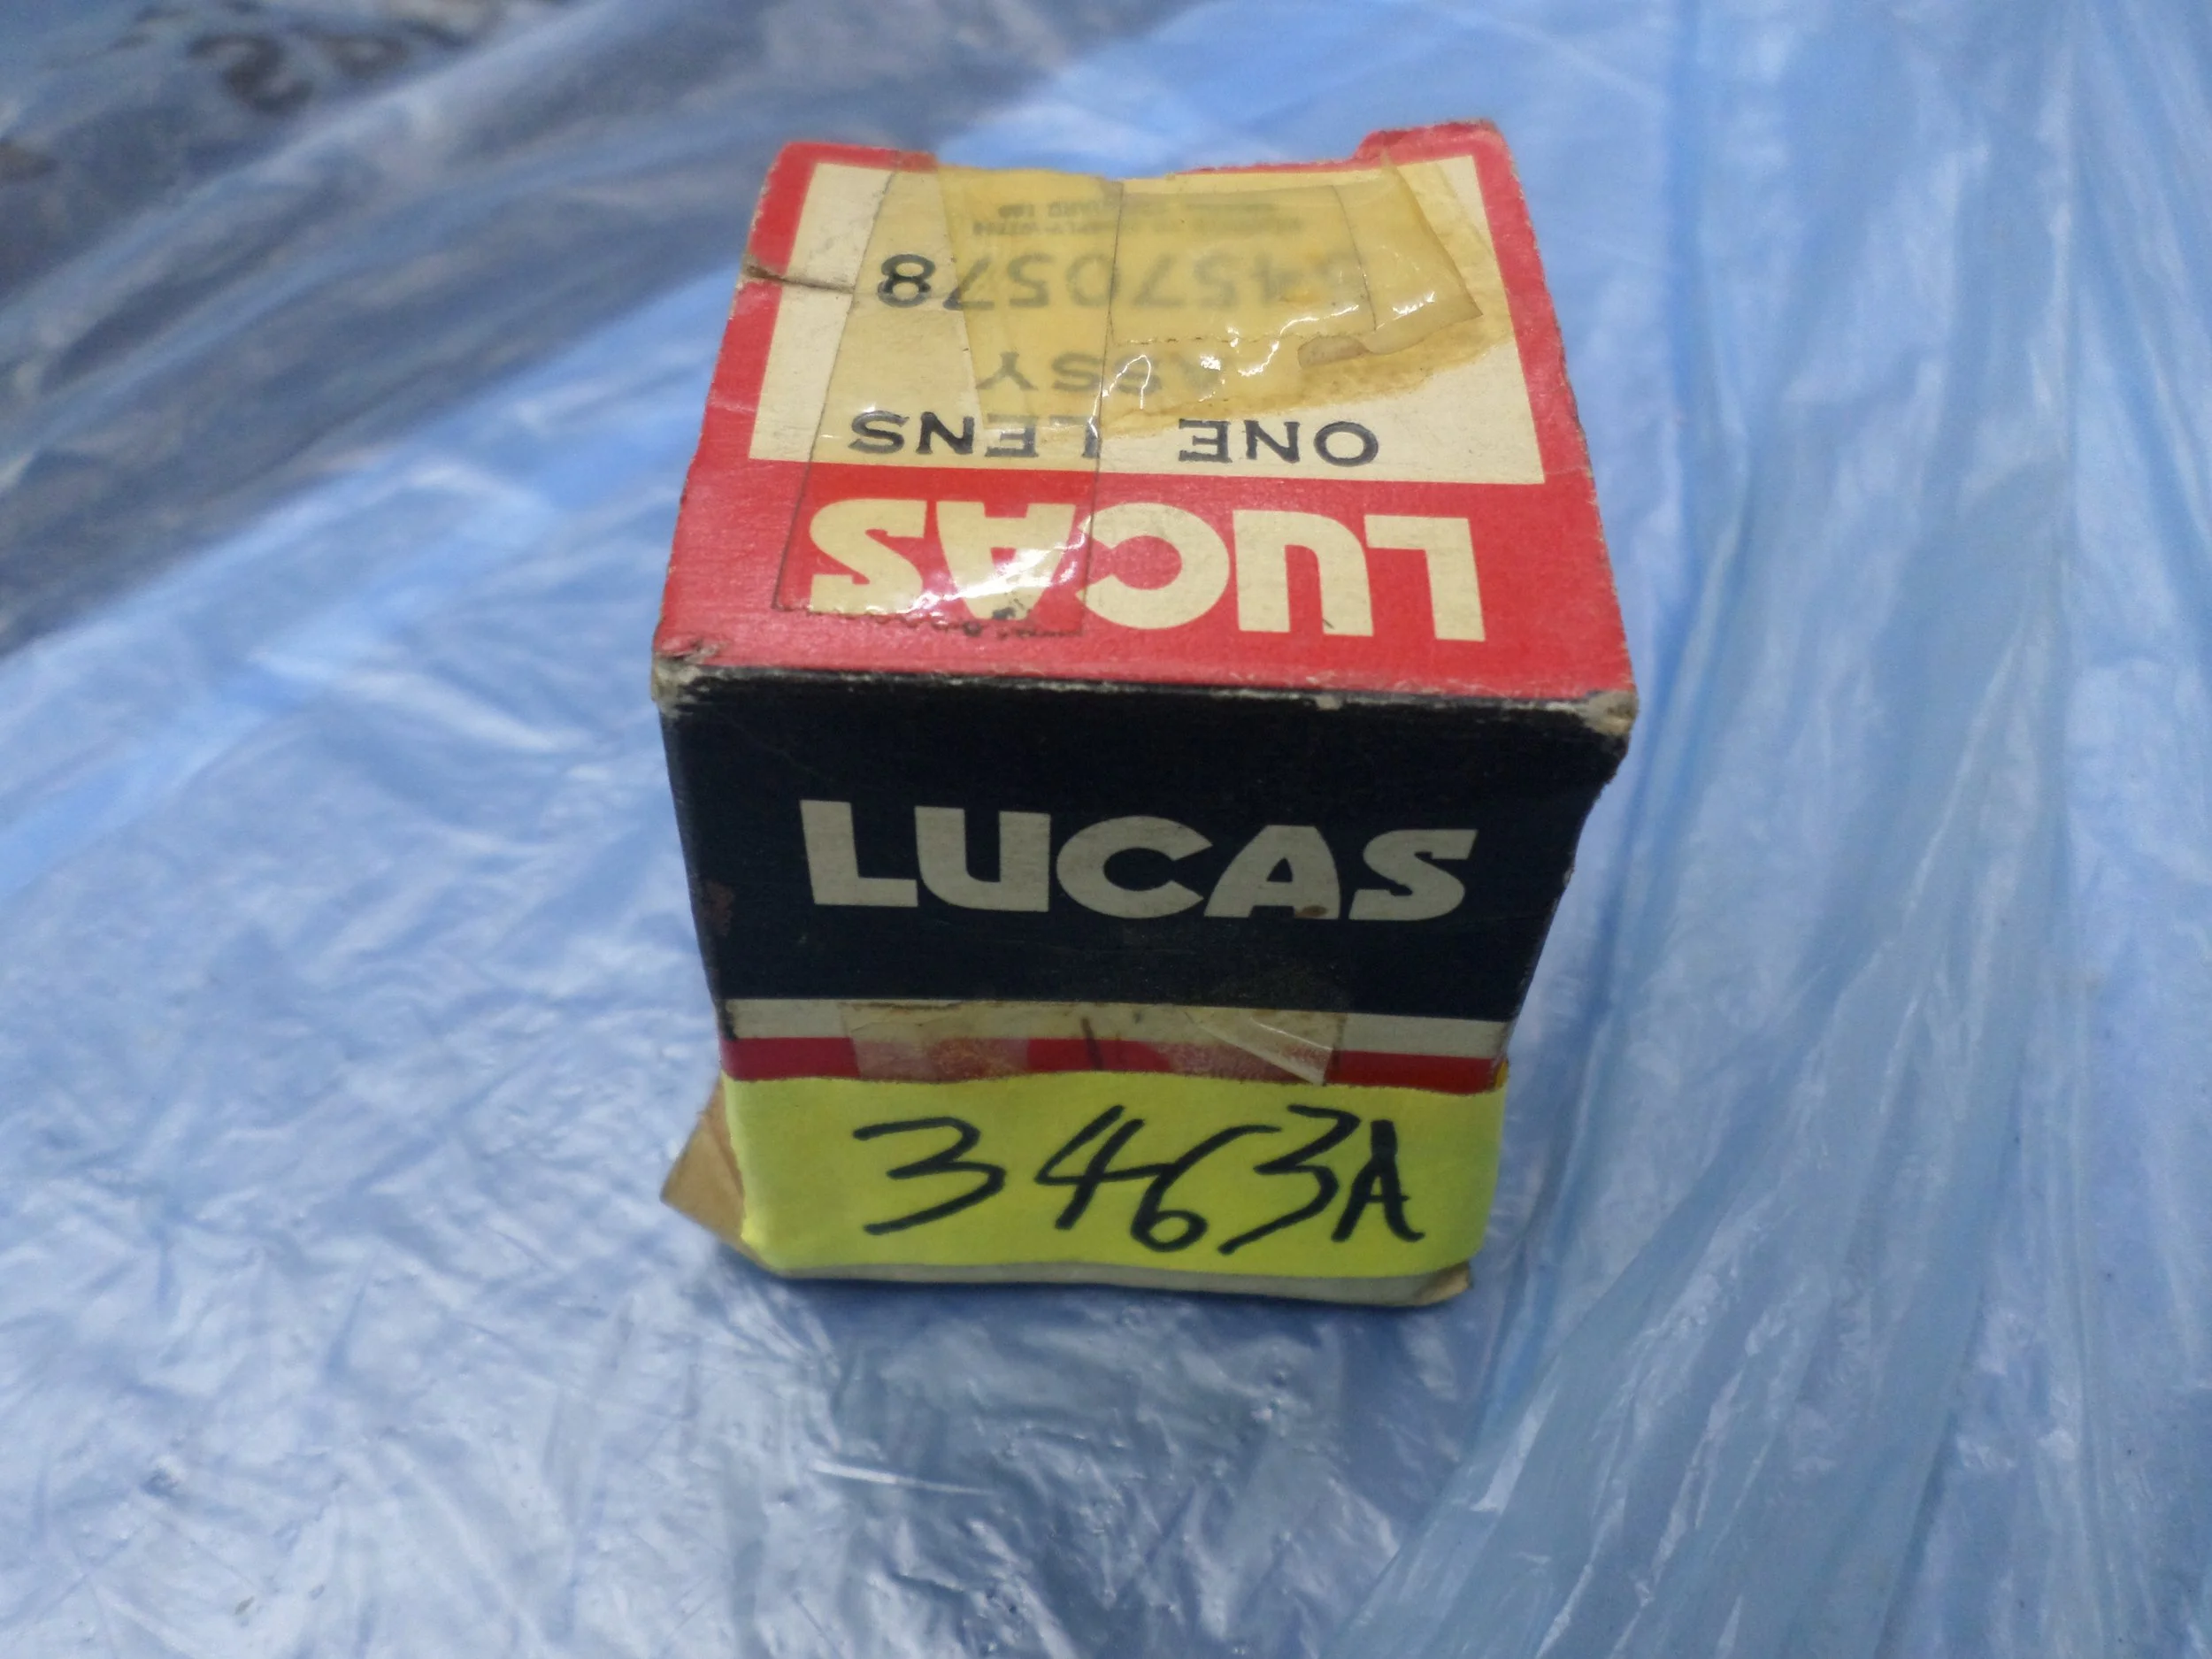 LUCAS
ONE LENS
ASSY
54570578
LUCAS
3463A